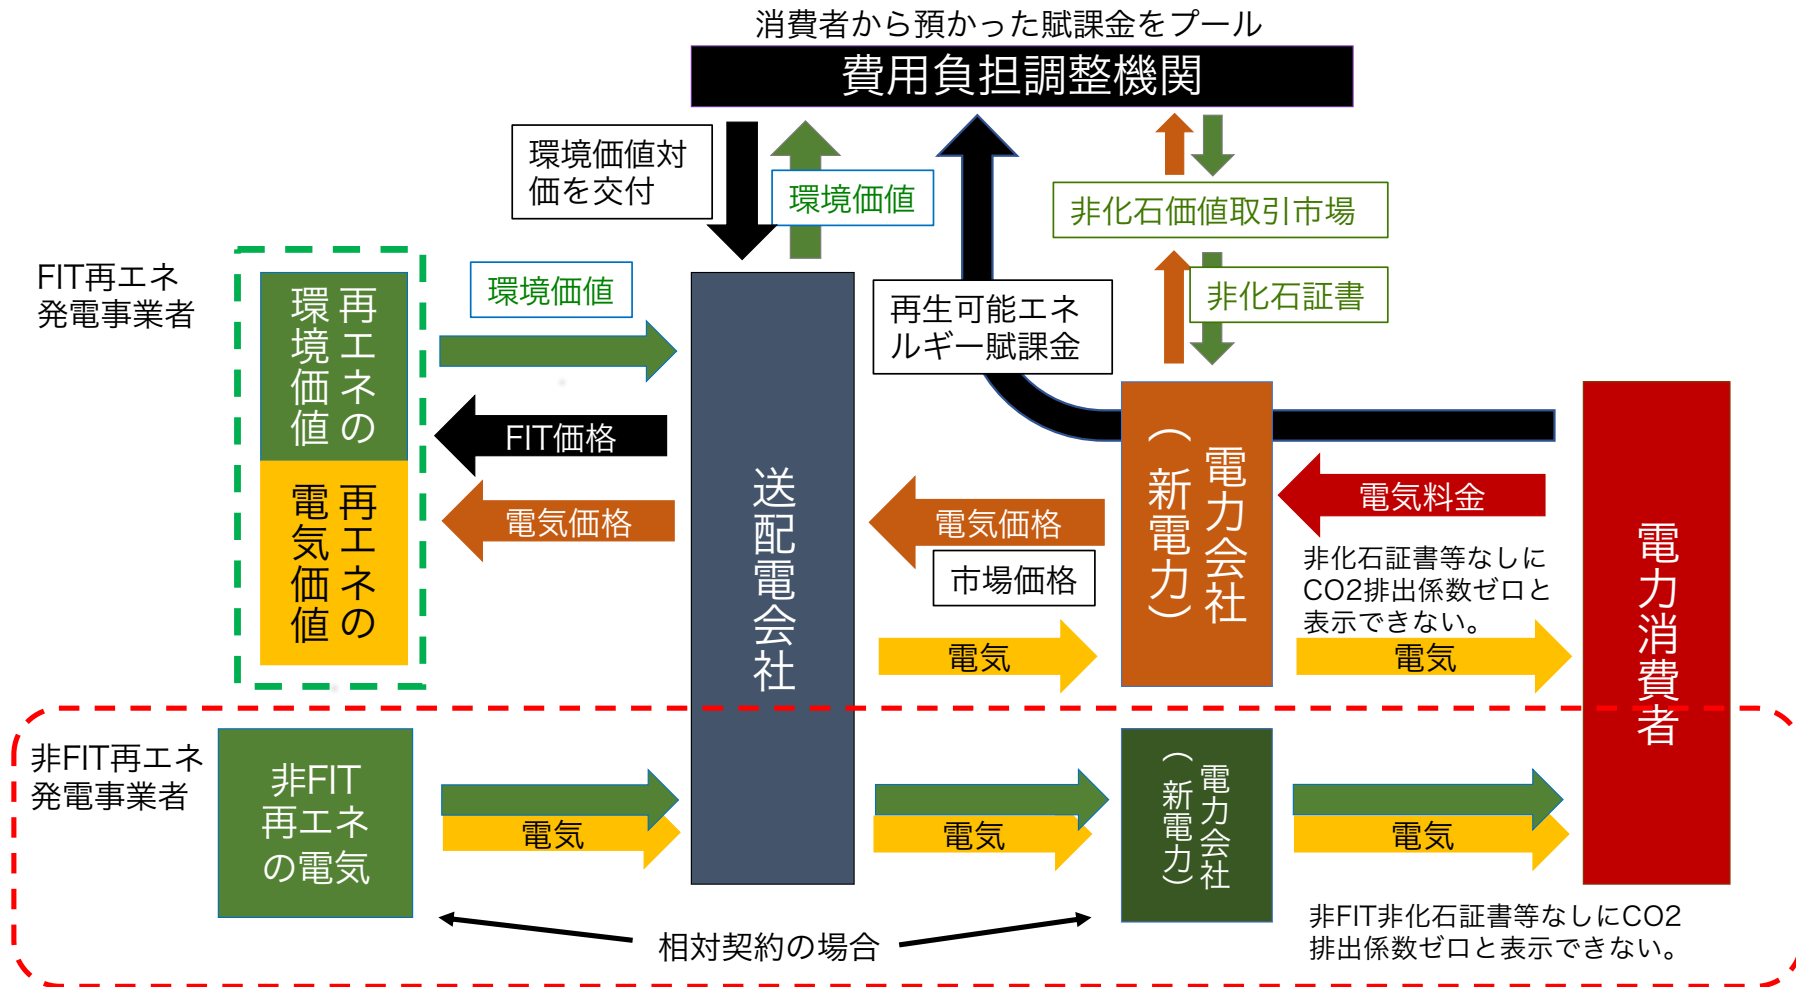 消費者から預かった賦課金をプール
費用負担調整機関
環境価値対
価を交付
環境価値
非化石価値取引市場
FIT再エネ
発電事業者
再エネの
環境価値
環境価値
再生可能エネ
ルギー賦課金
非化石証書
FIT価格
再エネの
電気価値
電気価格
送配電会社
電気価格
市場価格
電力会社
(新電力)
電気料金
非化石証書等なしに
CO2排出係数ゼロと
表示できない。
電気
電気
電力消費者
非FIT再エネ
発電事業者
非FIT
再エネ
の電気
電気
電気
電力会社
(新電力)
電気
相対契約の場合
非FIT非化石証書等なしにCO2
排出係数ゼロと表示できない。